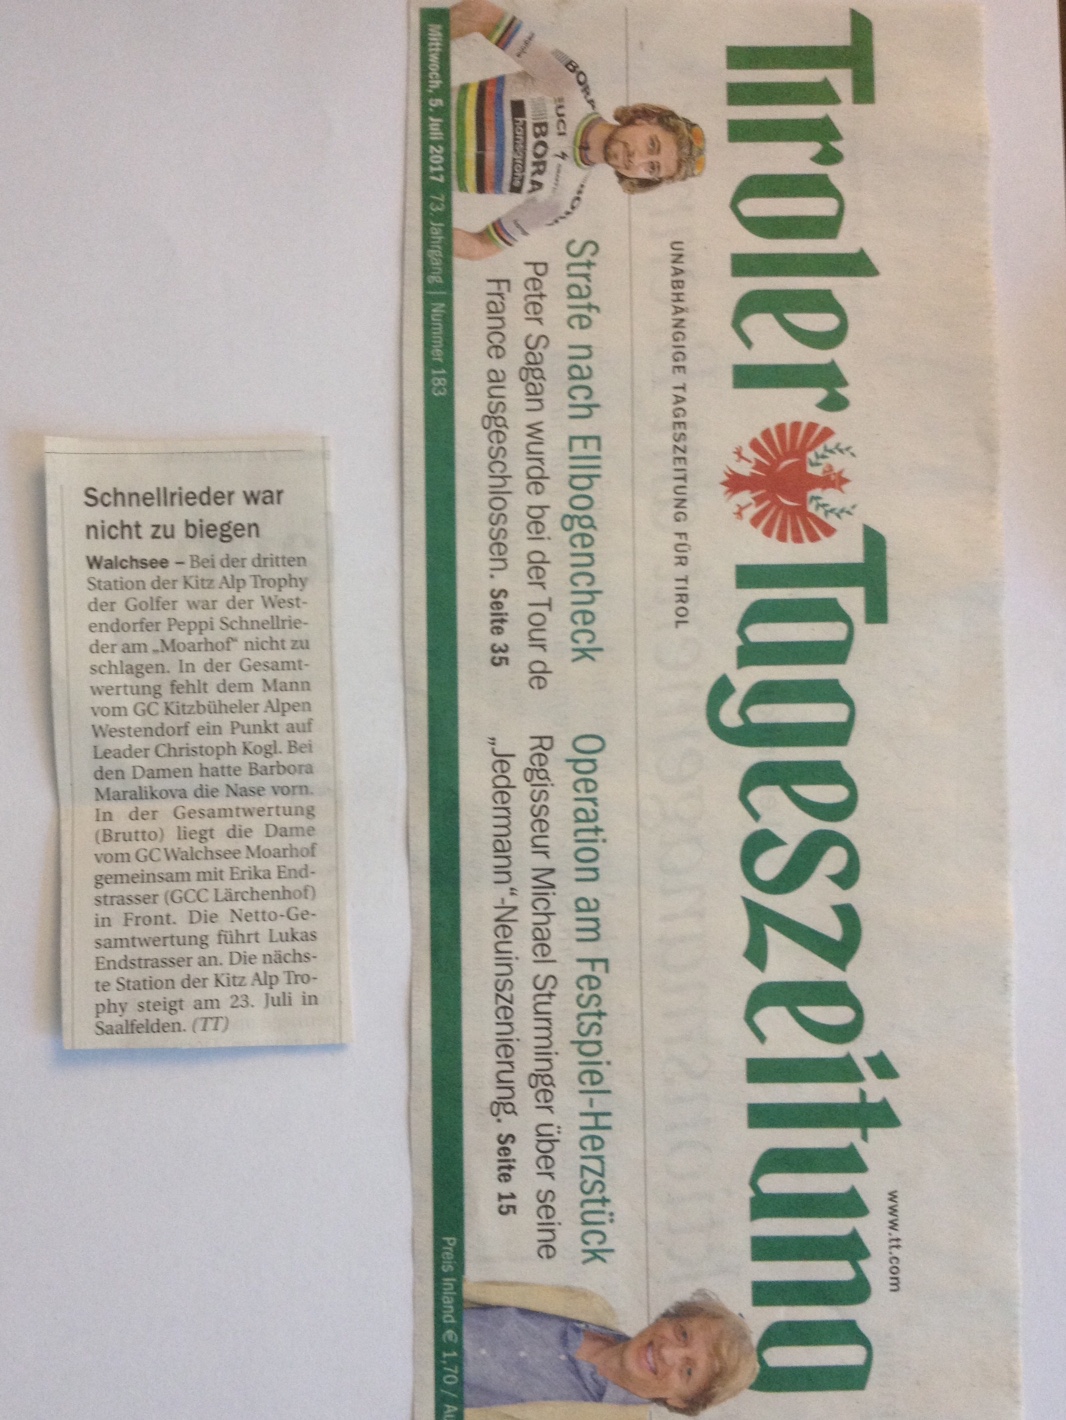 Schnellrieder war
nicht zu biegen
Walchsee – Bei der dritten
Station der Kitz Alp Trophy
der Golfer war der West-
endorfer Peppi Schnellrie-
der am „Moarhof“ nicht zu
schlagen. In der Gesamt-
wertung fehlt dem Mann
vom GC Kitzbüheler Alpen
Westendorf ein Punkt auf
Leader Christoph Kogl. Bei
den Damen hatte Barbora
Maralikova die Nase vorn.
In der Gesamtwertung
(Brutto) liegt die Dame
vom GC Walchsee Moarhof
gemeinsam mit Erika End-
strasser (GCC Lärchenhof)
in Front. Die Netto-Ge-
samtwertung führt Lukas
Endstrasser an. Die nächs-
te Station der Kitz Alp Tro-
phy steigt am 23. Juli in
Saalfelden. (TT)
www.tt.com
Tiroler Tageszeitung
UNABHÄNGIGE TAGESZEITUNG FÜR TIROL
Strafe nach Ellbogencheck
Peter Sagan wurde bei der Tour de
France ausgeschlossen. Seite 35
Operation am Festspiel-Herzstück
Regisseur Michael Sturminger über seine
„Jedermann“-Neuinszenierung. Seite 15
BORA
UCI
BORA
hansgrohe
Mittwoch, 5. Juli 2017 73. Jahrgang | Nummer 183
Preis Inland € 1,70 / Au